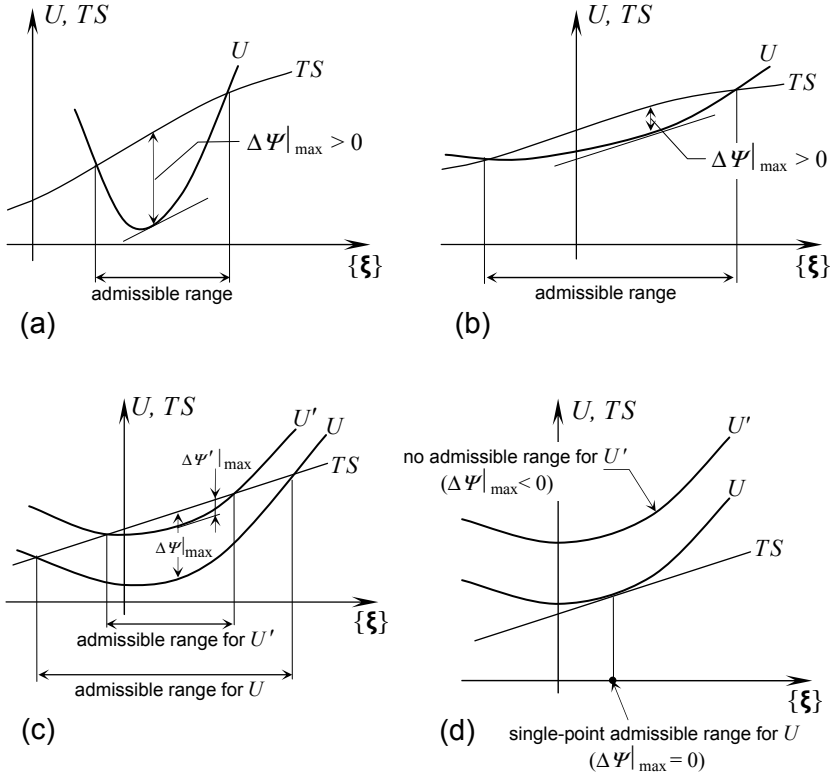 U, TS
U
TS
ΔΨ|max > 0
{ξ}
admissible range
(a)
U, TS
U
TS
ΔΨ|max > 0
{ξ}
admissible range
(b)
U, TS
U′ U
TS
ΔΨ′|max
ΔΨ|max
{ξ}
admissible range for U′
admissible range for U
(c)
U, TS
U′
no admissible range for U′
(ΔΨ|max < 0)
U
TS
{ξ}
single-point admissible range for U
(ΔΨ|max = 0)
(d)